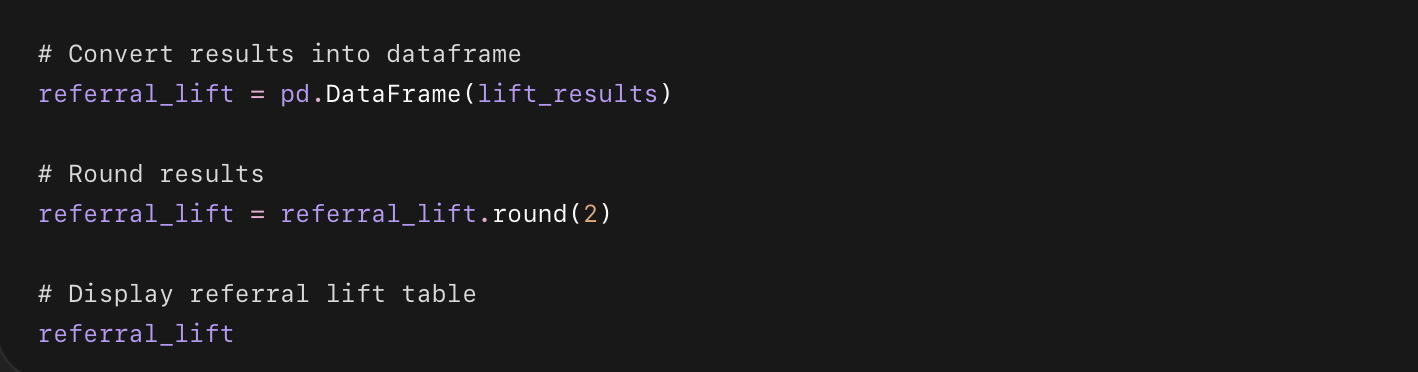 # Convert results into dataframe
referral_lift = pd.DataFrame(lift_results)
# Round results
referral_lift = referral_lift.round(2)
# Display referral lift table
referral_lift